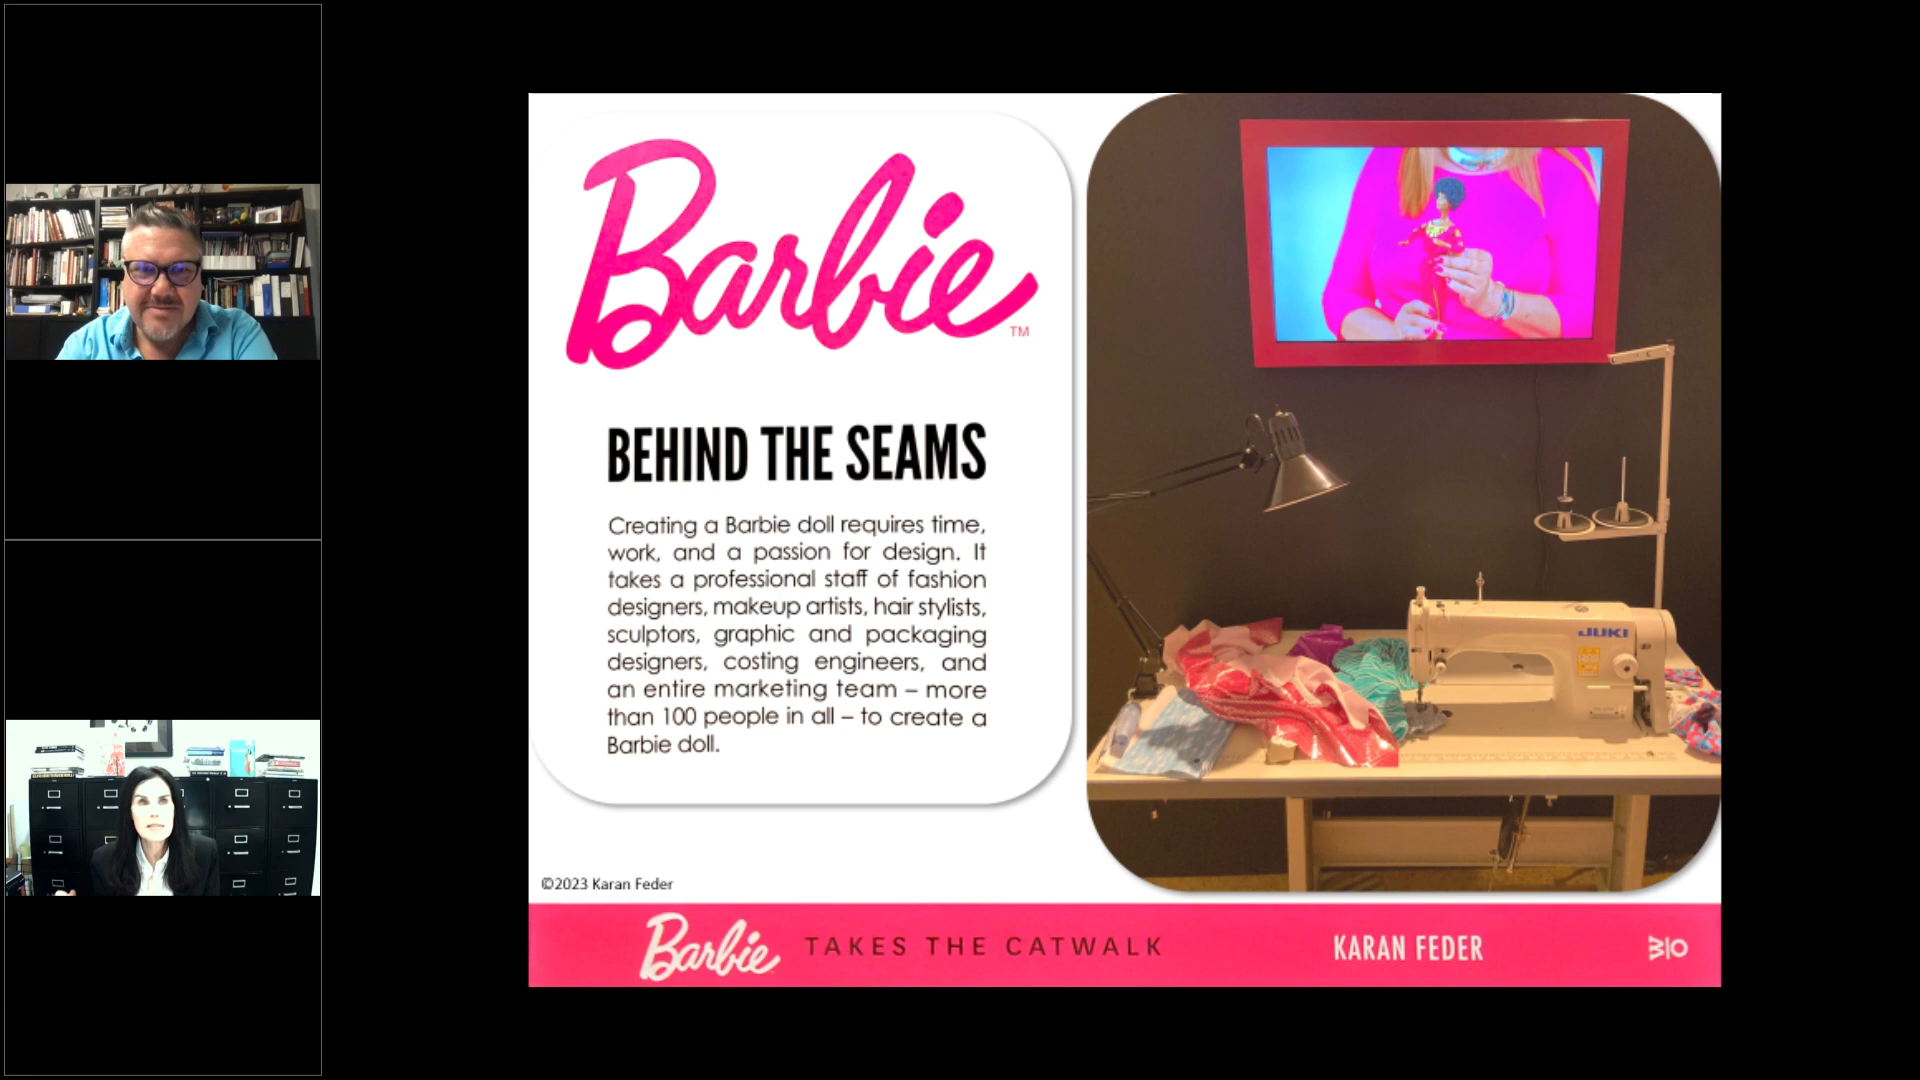 Barbie
TM
BEHIND THE SEAMS
Creating a Barbie doll requires time,
work, and a passion for design. It
takes a professional staff of fashion
designers, makeup artists, hair stylists,
sculptors, graphic and packaging
designers, costing engineers, and
an entire marketing team – more
than 100 people in all – to create a
Barbie doll.
JUKI
©2023 Karan Feder
Barbie TAKES THE CATWALK
KARAN FEDER